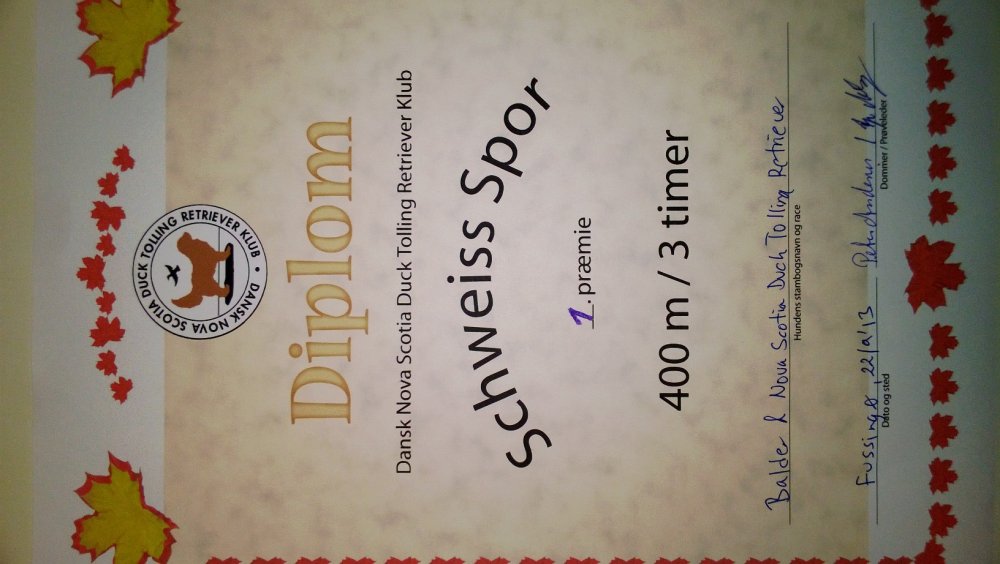 DANSK NOVA SCOTIA DUCK TOLLING RETRIEVER KLUB •
Diplom
Dansk Nova Scotia Duck Tolling Retriever Klub
Schweiss Spor
1.præmie
400 m / 3 timer
Balder R Nova Scotia Duck Tolling Retriever
Hundens stambogsnavn og race
Fussingø, 22/9'13 Peter Andersen /
Dato og sted Dommer / Prøveleder